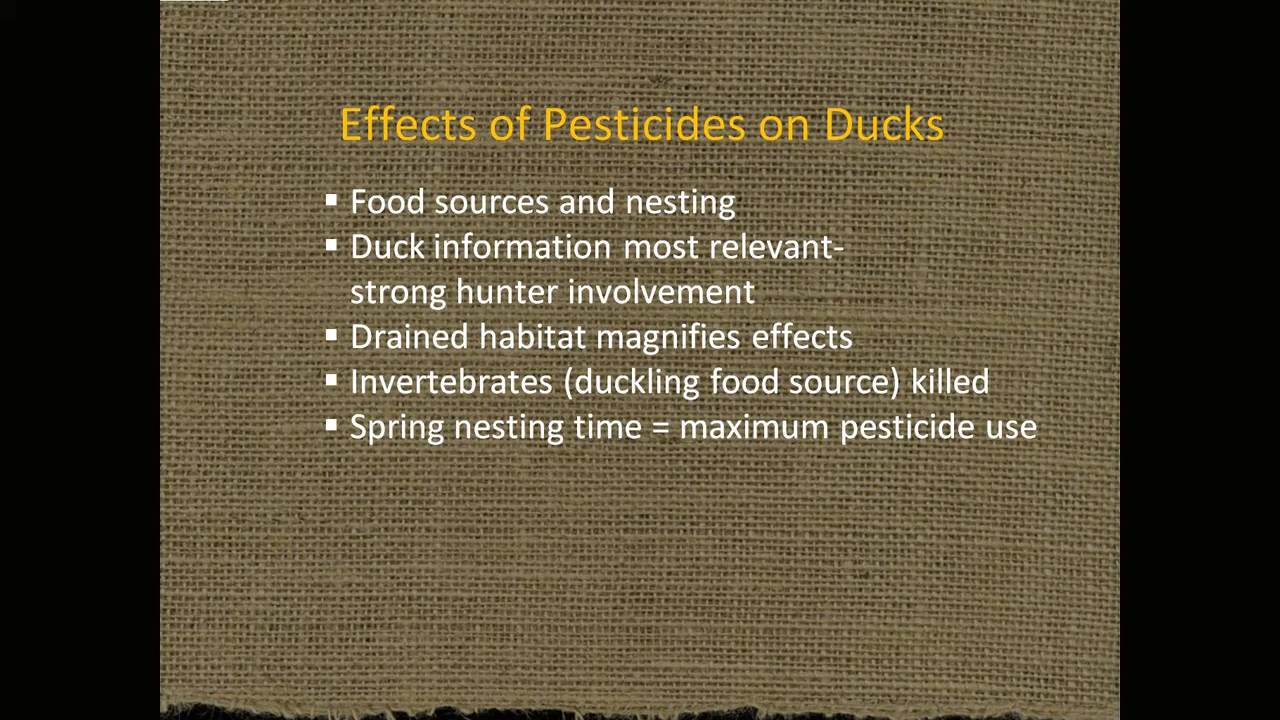 Effects of Pesticides on Ducks
▪ Food sources and nesting
▪ Duck information most relevant-
strong hunter involvement
▪ Drained habitat magnifies effects
▪ Invertebrates (duckling food source) killed
▪ Spring nesting time = maximum pesticide use